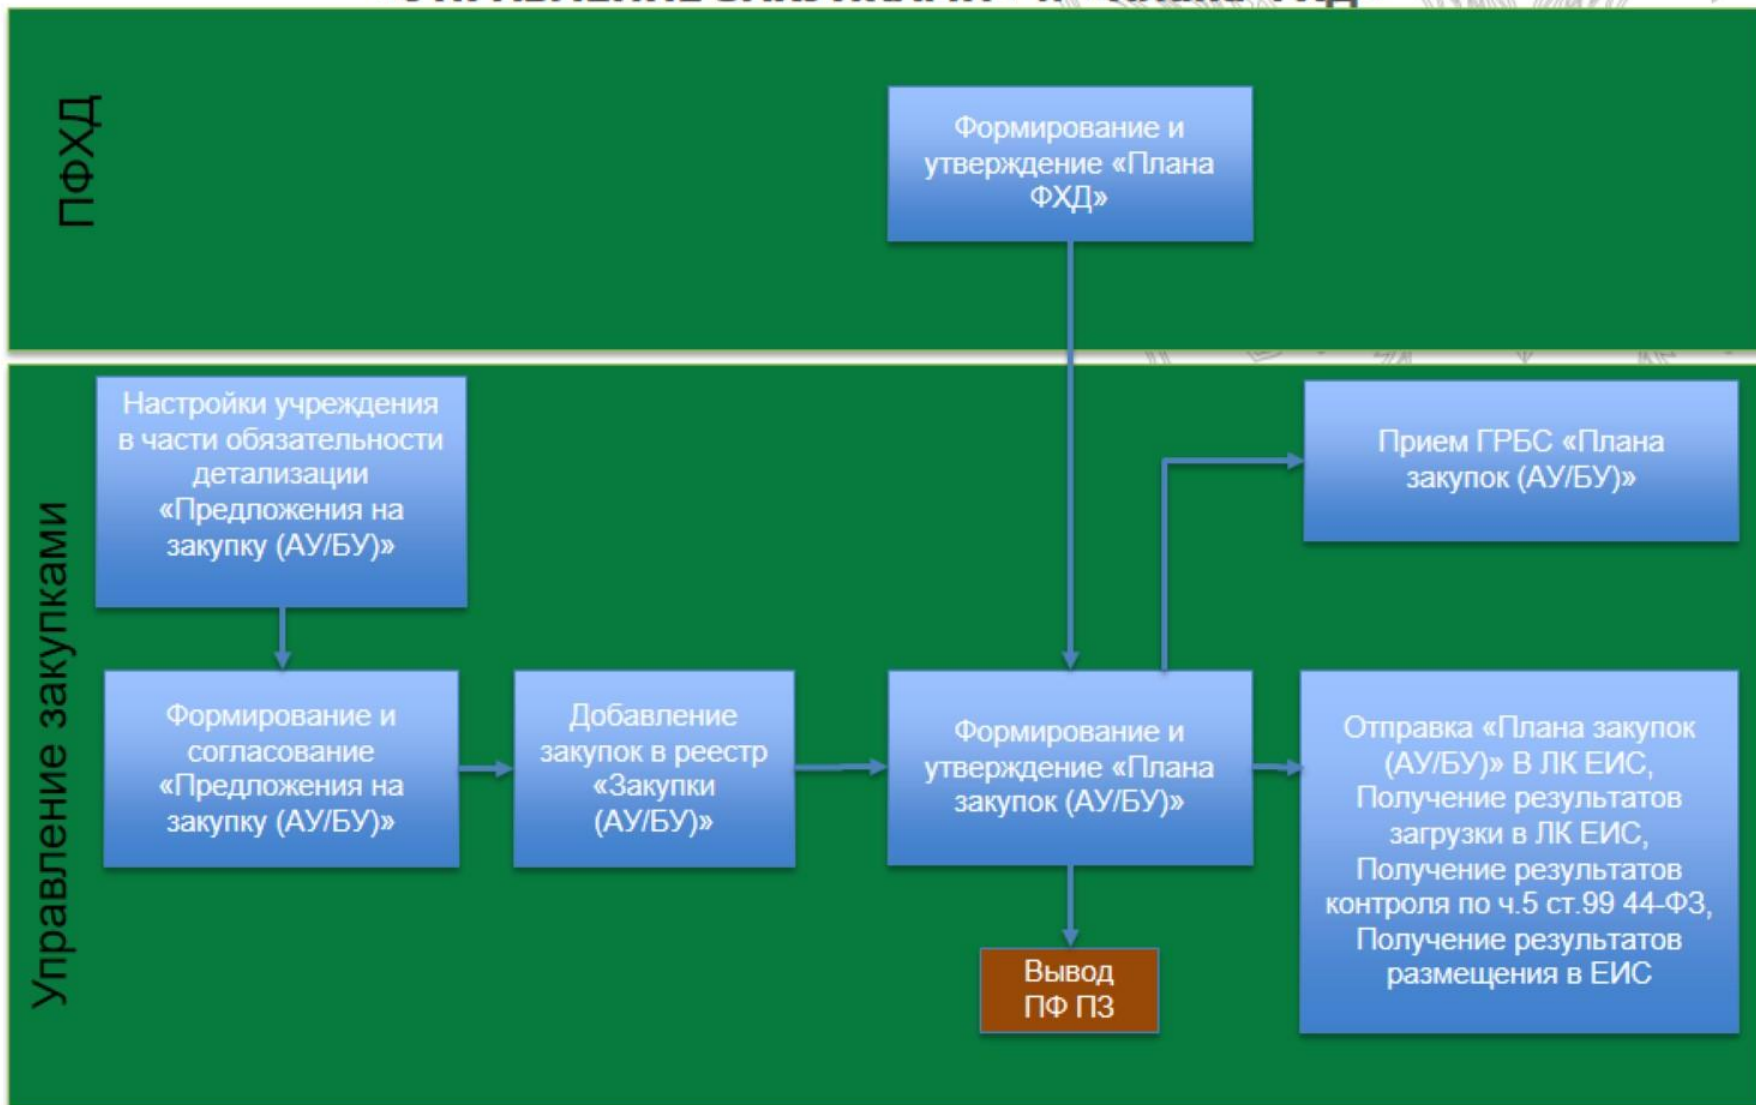 ПФХД
Формирование и
утверждение «Плана
ФХД»
Управление закупками
Настройки учреждения
в части обязательности
детализации
«Предложения на
закупку (АУ/БУ)»
Прием ГРБС «Плана
закупок (АУ/БУ)»
Формирование и
согласование
«Предложения на
закупку (АУ/БУ)»
Добавление
закупок в реестр
«Закупки
(АУ/БУ)»
Формирование и
утверждение «Плана
закупок (АУ/БУ)»
Отправка «Плана закупок
(АУ/БУ)» В ЛК ЕИС,
Получение результатов
загрузки в ЛК ЕИС,
Получение результатов
контроля по ч.5 ст.99 44-ФЗ,
Получение результатов
размещения в ЕИС
Вывод
ПФ ПЗ